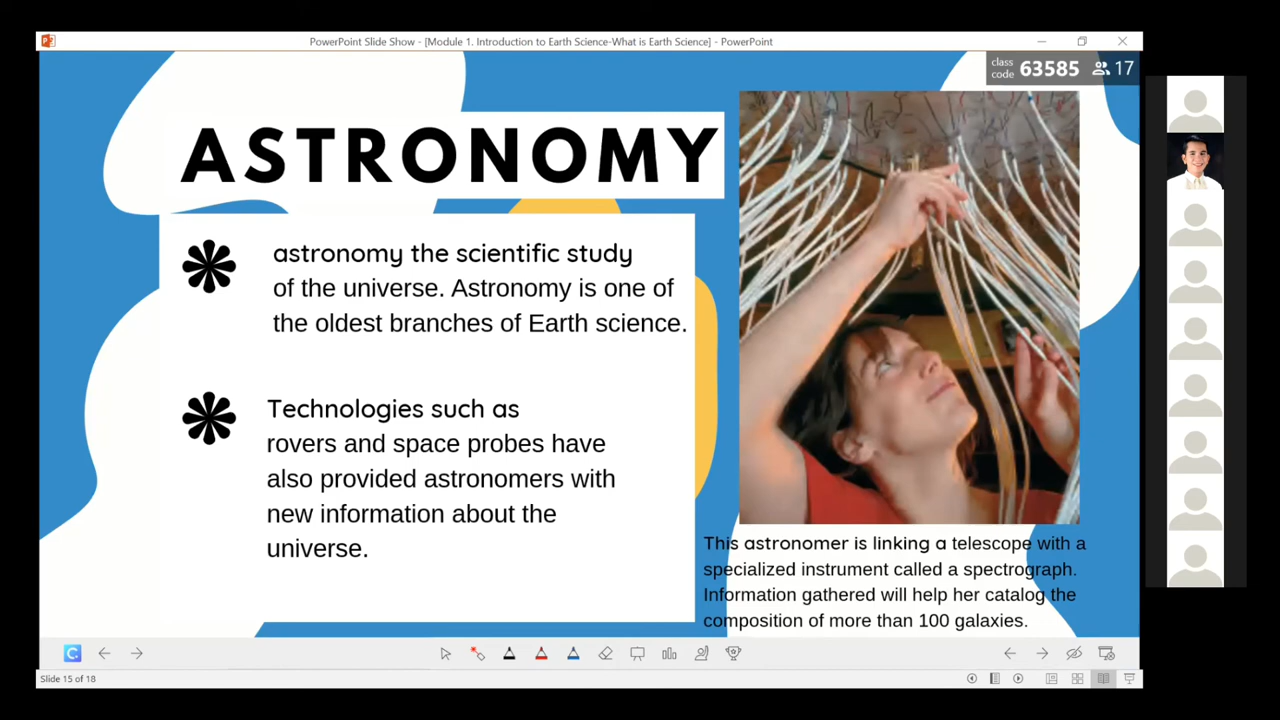 PowerPoint Slide Show - [Module 1. Introduction to Earth Science-What is Earth Science] - PowerPoint
class code 63585 17
ASTRONOMY
astronomy the scientific study
of the universe. Astronomy is one of
the oldest branches of Earth science.
Technologies such as
rovers and space probes have
also provided astronomers with
new information about the
universe.
This astronomer is linking a telescope with a
specialized instrument called a spectrograph.
Information gathered will help her catalog the
composition of more than 100 galaxies.
Slide 15 of 18